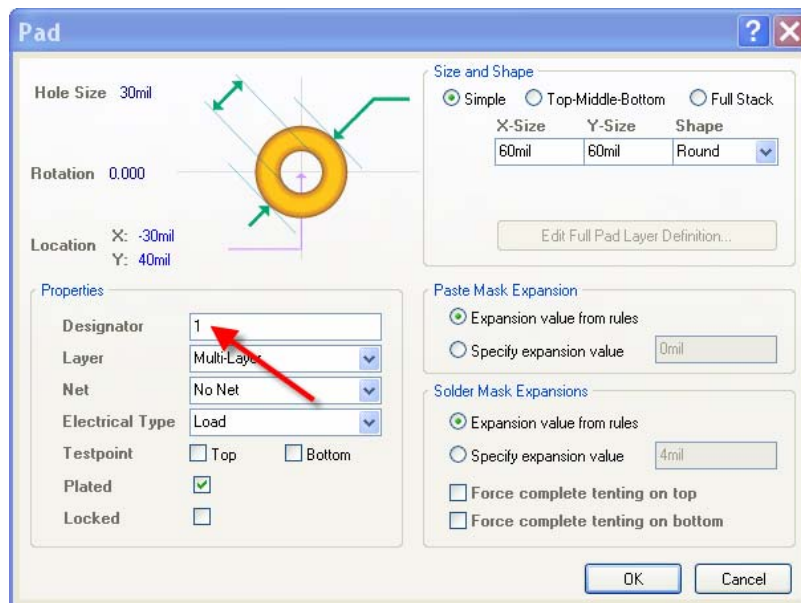 Pad
Hole Size 30mil
Rotation 0.000
Location X: -30mil
Y: 40mil
Size and Shape
Simple Top-Middle-Bottom Full Stack
X-Size Y-Size Shape
60mil 60mil Round
Edit Full Pad Layer Definition...
Properties
Designator 1
Layer Multi-Layer
Net No Net
Electrical Type Load
Testpoint Top Bottom
Plated
Locked
Paste Mask Expansion
Expansion value from rules
Specify expansion value 0mil
Solder Mask Expansions
Expansion value from rules
Specify expansion value 4mil
Force complete tenting on top
Force complete tenting on bottom
OK Cancel